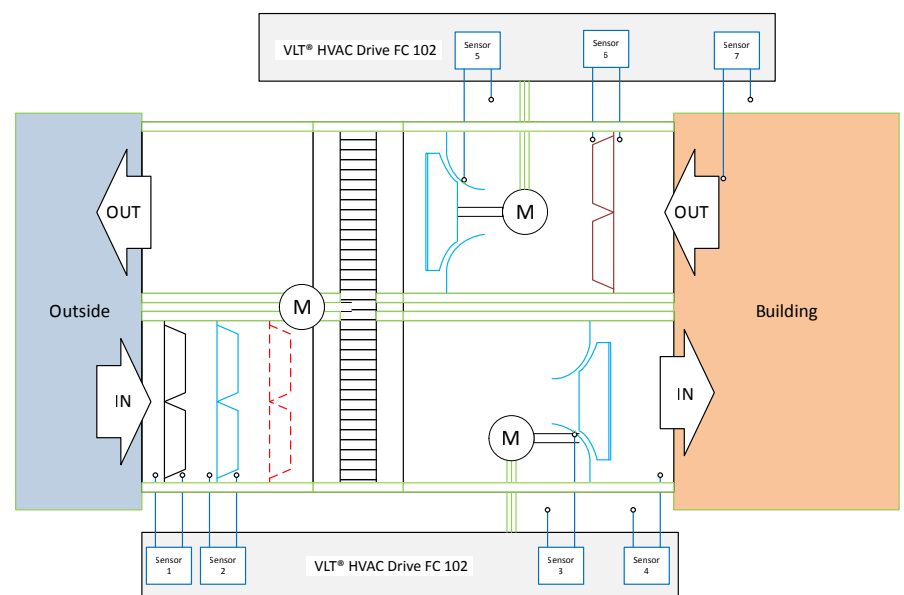 VLT® HVAC Drive FC 102
Sensor
5
Sensor
6
Sensor
7
OUT
M
OUT
Outside
M
Building
IN
M
IN
VLT® HVAC Drive FC 102
Sensor
1
Sensor
2
Sensor
3
Sensor
4